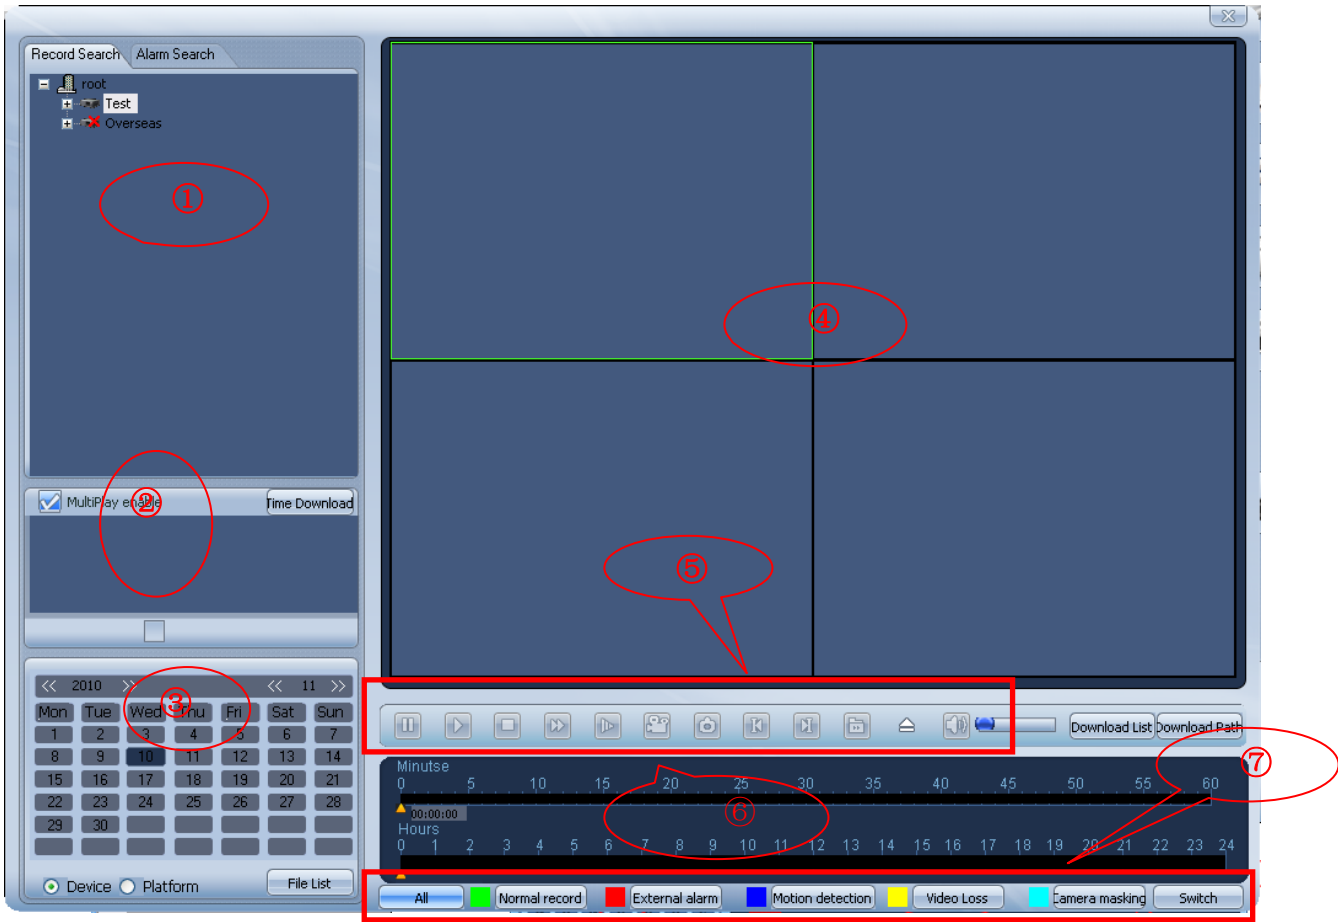 Record Search Alarm Search
root
Test
Overseas
①
④
MultiPlay enable Time Download
②
⑤
<< 2010 >> << 11 >>
③
Mon Tue Wed Thu Fri Sat Sun
1 2 3 4 5 6 7
8 9 10 11 12 13 14
15 16 17 18 19 20 21
22 23 24 25 26 27 28
29 30
Device Platform File List
Download List Download Path
⑦
Minutse
0 5 10 15 20 25 30 35 40 45 50 55 60
00:00:00
⑥
Hours
0 1 2 3 4 5 6 7 8 9 10 11 12 13 14 15 16 17 18 19 20 21 22 23 24
All Normal record External alarm Motion detection Video Loss Camera masking Switch